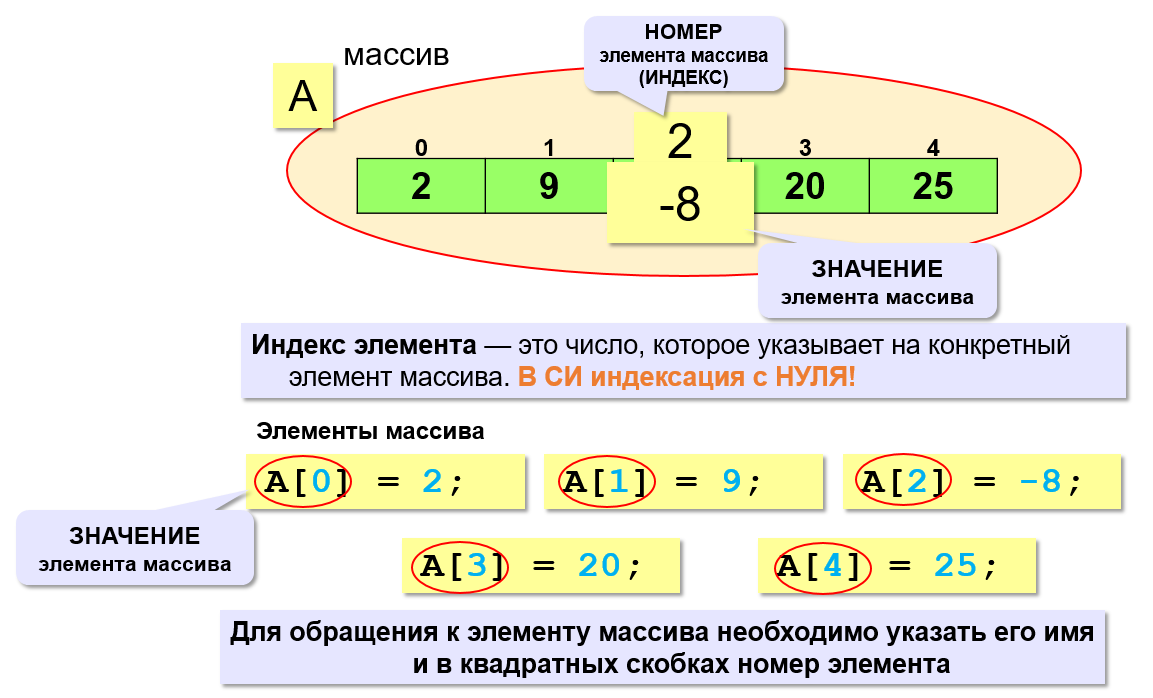 НОМЕР
элемента массива
(ИНДЕКС)
массив
A
0 1 2 3 4
2 9 -8 20 25
ЗНАЧЕНИЕ
элемента массива
Индекс элемента — это число, которое указывает на конкретный
элемент массива. В СИ индексация с НУЛЯ!
Элементы массива
A[0] = 2; A[1] = 9; A[2] = -8;
ЗНАЧЕНИЕ
элемента массива
A[3] = 20; A[4] = 25;
Для обращения к элементу массива необходимо указать его имя
и в квадратных скобках номер элемента